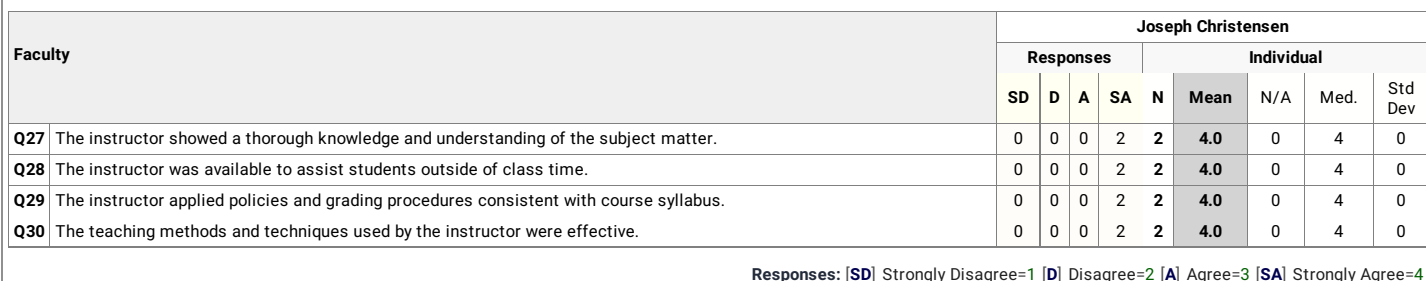 Faculty
Joseph Christensen
Responses Individual
SD D A SA N Mean N/A Med. Std Dev
Q27 The instructor showed a thorough knowledge and understanding of the subject matter. 0 0 0 2 2 4.0 0 4 0
Q28 The instructor was available to assist students outside of class time. 0 0 0 2 2 4.0 0 4 0
Q29 The instructor applied policies and grading procedures consistent with course syllabus. 0 0 0 2 2 4.0 0 4 0
Q30 The teaching methods and techniques used by the instructor were effective. 0 0 0 2 2 4.0 0 4 0
Responses: [SD] Strongly Disagree=1 [D] Disagree=2 [A] Agree=3 [SA] Strongly Agree=4